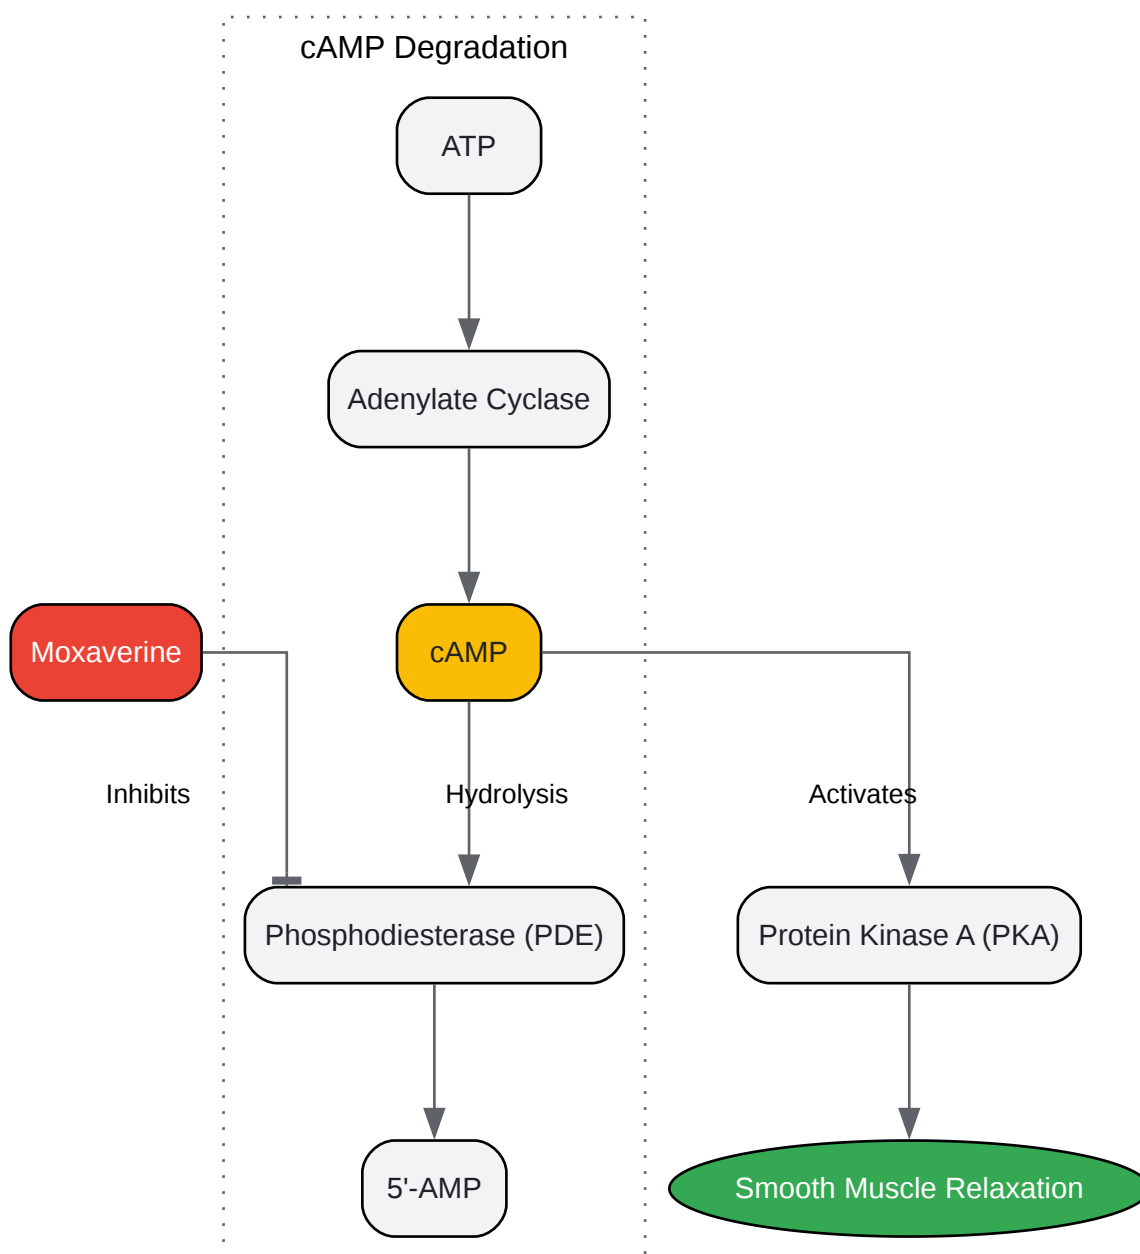 cAMP Degradation
ATP
Adenylate Cyclase
Moxaverine
cAMP
Inhibits
Hydrolysis
Activates
Phosphodiesterase (PDE)
Protein Kinase A (PKA)
5'-AMP
Smooth Muscle Relaxation